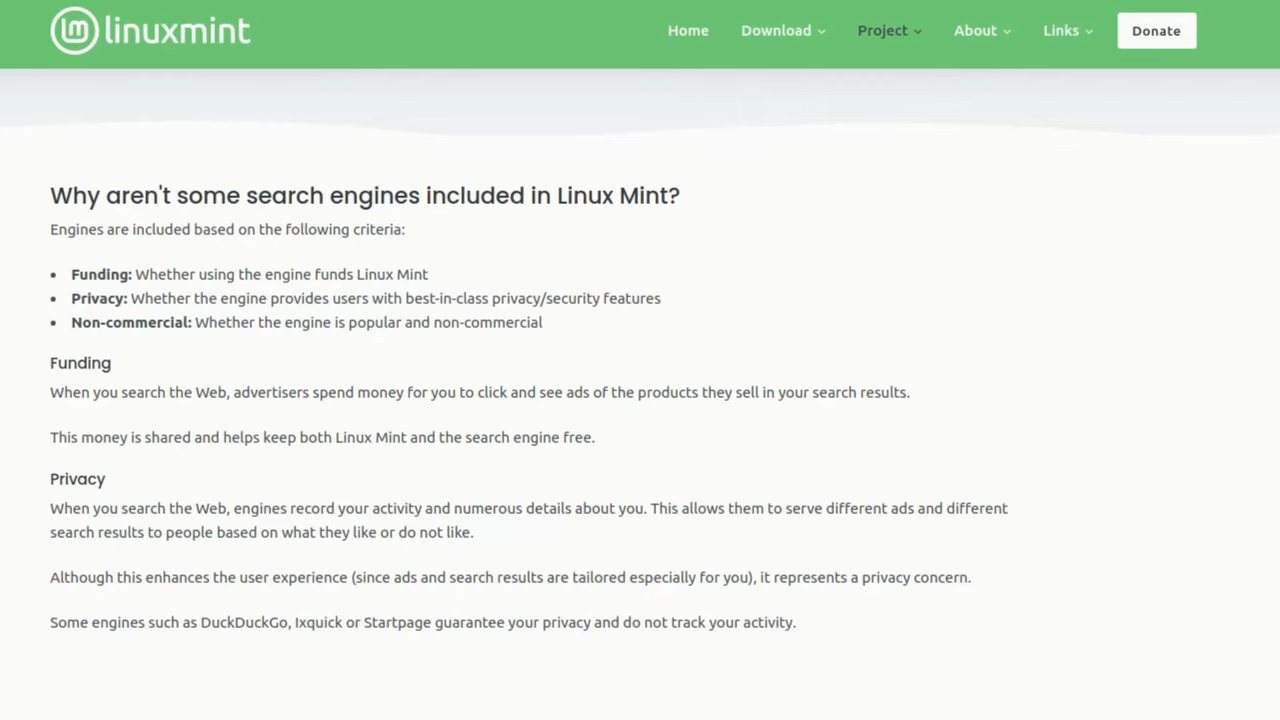 linuxmint
Home Download Project About Links Donate
Why aren't some search engines included in Linux Mint?
Engines are included based on the following criteria:
• Funding: Whether using the engine funds Linux Mint
• Privacy: Whether the engine provides users with best-in-class privacy/security features
• Non-commercial: Whether the engine is popular and non-commercial
Funding
When you search the Web, advertisers spend money for you to click and see ads of the products they sell in your search results.
This money is shared and helps keep both Linux Mint and the search engine free.
Privacy
When you search the Web, engines record your activity and numerous details about you. This allows them to serve different ads and different
search results to people based on what they like or do not like.
Although this enhances the user experience (since ads and search results are tailored especially for you), it represents a privacy concern.
Some engines such as DuckDuckGo, Ixquick or Startpage guarantee your privacy and do not track your activity.